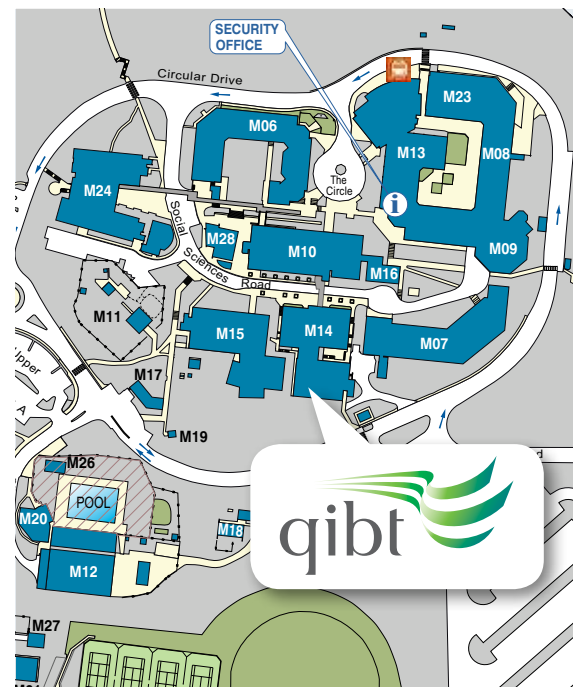 SECURITY
OFFICE
Circular Drive
M23
M06
M13
M08
The
Circle
M24
i
Social
Sciences
Road
M28
M10
M09
M16
M11
M15
M14
M07
Upper
M17
A
M19
M26
POOL
M20
M18
qibt
M12
M27